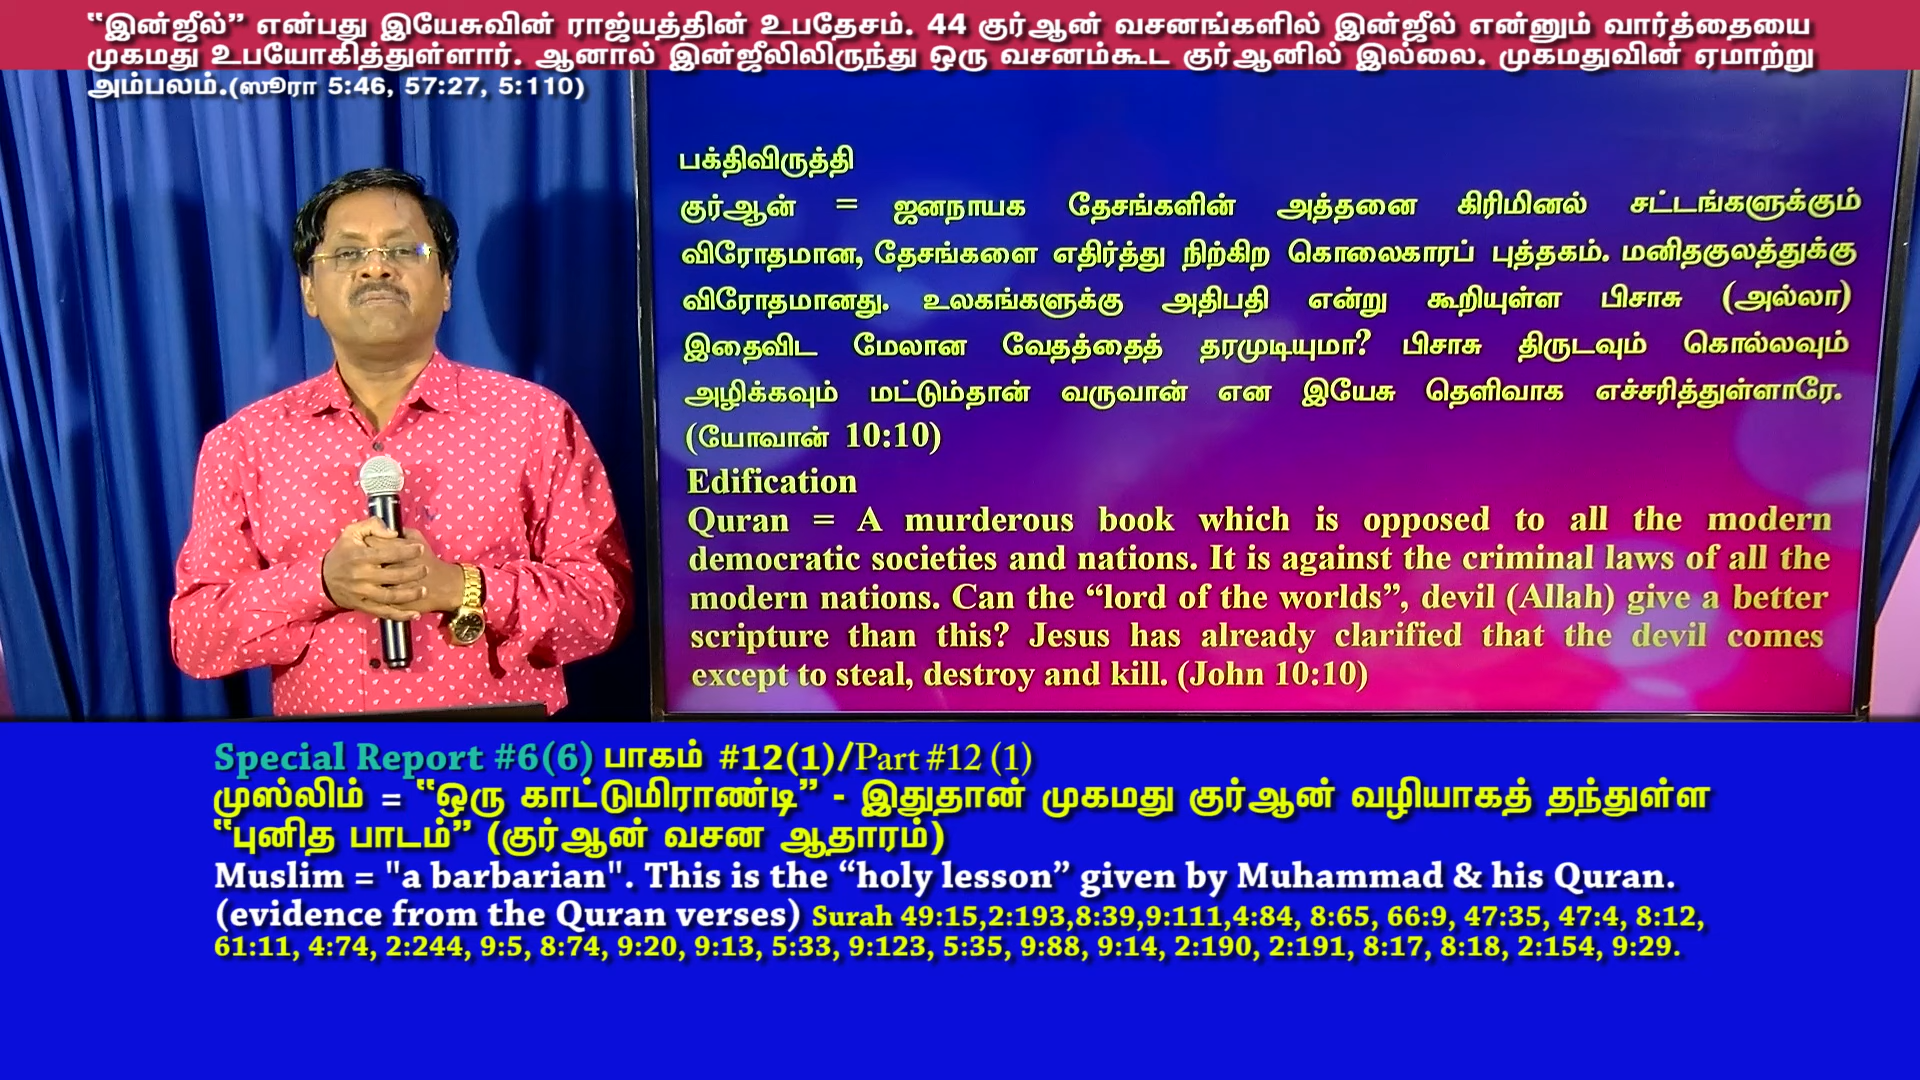 “இன்ஜீல்” என்பது இயேசுவின் ராஜ்யத்தின் உபதேசம். 44 குர்ஆன் வசனங்களில் இன்ஜீல் என்னும் வார்த்தையை
முகமது உபயோகித்துள்ளார். ஆனால் இன்ஜீலிலிருந்து ஒரு வசனம்கூட குர்ஆனில் இல்லை. முகமதுவின் ஏமாற்று
அம்பலம்.(ஸூரா 5:46, 57:27, 5:110)
பக்திவிருத்தி
குர்ஆன் = ஜனநாயக தேசங்களின் அத்தனை கிரிமினல் சட்டங்களுக்கும்
விரோதமான, தேசங்களை எதிர்த்து நிற்கிற கொலைகாரப் புத்தகம். மனிதகுலத்துக்கு
விரோதமானது. உலகங்களுக்கு அதிபதி என்று கூறியுள்ள பிசாசு (அல்லா)
இதைவிட மேலான வேதத்தைத் தரமுடியுமா? பிசாசு திருடவும் கொல்லவும்
அழிக்கவும் மட்டும்தான் வருவான் என இயேசு தெளிவாக எச்சரித்துள்ளாரே.
(யோவான் 10:10)
Edification
Quran = A murderous book which is opposed to all the modern
democratic societies and nations. It is against the criminal laws of all the
modern nations. Can the “lord of the worlds”, devil (Allah) give a better
scripture than this? Jesus has already clarified that the devil comes
except to steal, destroy and kill. (John 10:10)
Special Report #6(6) பாகம் #12(1)/Part #12 (1)
முஸ்லிம் = “ஒரு காட்டுமிராண்டி” - இதுதான் முகமது குர்ஆன் வழியாகத் தந்துள்ள
“புனித பாடம்” (குர்ஆன் வசன ஆதாரம்)
Muslim = "a barbarian". This is the “holy lesson” given by Muhammad & his Quran.
(evidence from the Quran verses) Surah 49:15,2:193,8:39,9:111,4:84, 8:65, 66:9, 47:35, 47:4, 8:12,
61:11, 4:74, 2:244, 9:5, 8:74, 9:20, 9:13, 5:33, 9:123, 5:35, 9:88, 9:14, 2:190, 2:191, 8:17, 8:18, 2:154, 9:29.